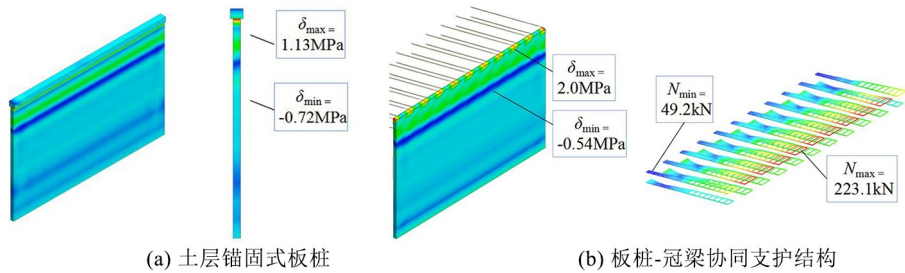 δmax =
1.13MPa
δmin =
-0.72MPa
δmax =
2.0MPa
δmin =
-0.54MPa
Nmin =
49.2kN
Nmax =
223.1kN
(a) 土层锚固式板桩
(b) 板桩-冠梁协同支护结构